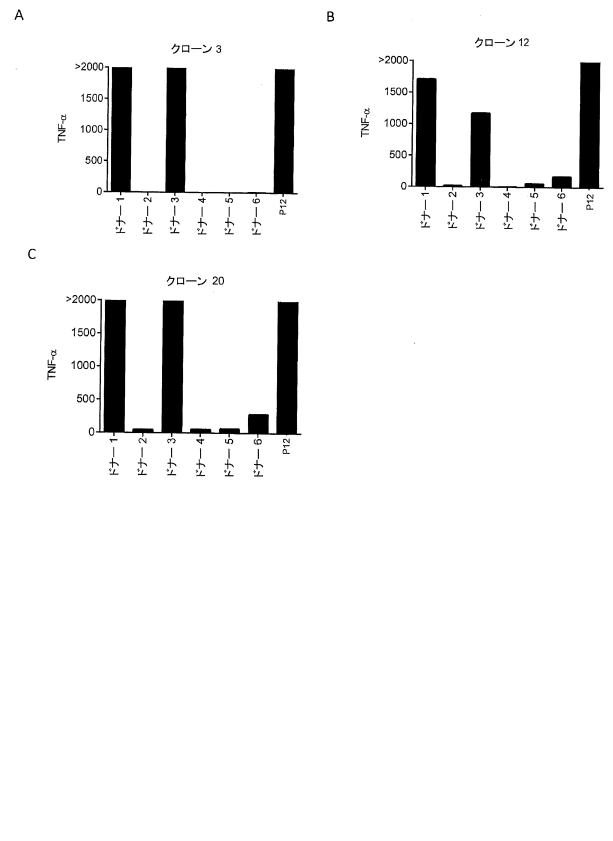 A
クローン 3
TNF-α
>2000
1500
1000
500
0
ドナー 1
ドナー 2
ドナー 3
ドナー 4
ドナー 5
ドナー 6
P12
B
クローン 12
TNF-α
>2000
1500
1000
500
0
ドナー 1
ドナー 2
ドナー 3
ドナー 4
ドナー 5
ドナー 6
P12
C
クローン 20
TNF-α
>2000
1500
1000
500
0
ドナー 1
ドナー 2
ドナー 3
ドナー 4
ドナー 5
ドナー 6
P12